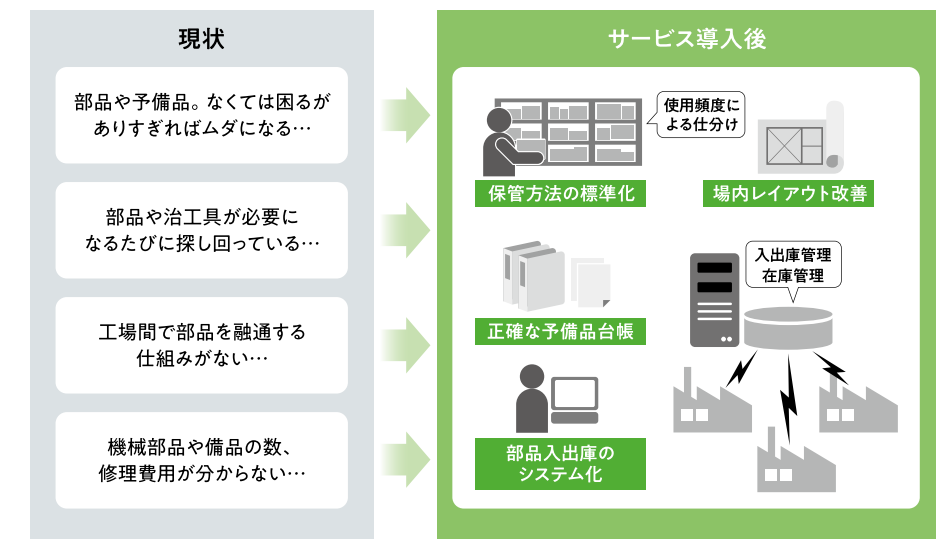 現状
部品や予備品。なくては困るが
ありすぎればムダになる…
部品や治工具が必要に
なるたびに探し回っている…
工場間で部品を融通する
仕組みがない…
機械部品や備品の数、
修理費用が分からない…
サービス導入後
使用頻度に
よる仕分け
保管方法の標準化
場内レイアウト改善
正確な予備品台帳
入出庫管理
在庫管理
部品入出庫の
システム化